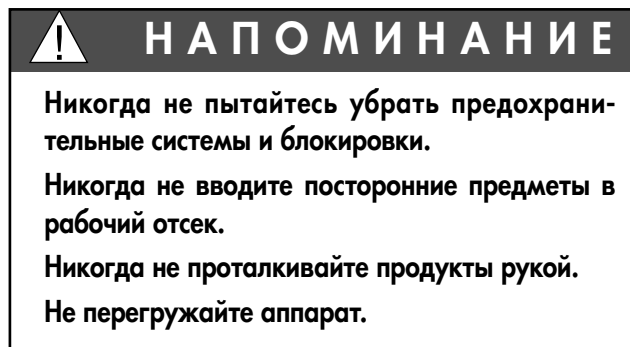 НАПОМИНАНИЕ
Никогда не пытайтесь убрать предохрани-
тельные системы и блокировки.
Никогда не вводите посторонние предметы в
рабочий отсек.
Никогда не проталкивайте продукты рукой.
Не перегружайте аппарат.